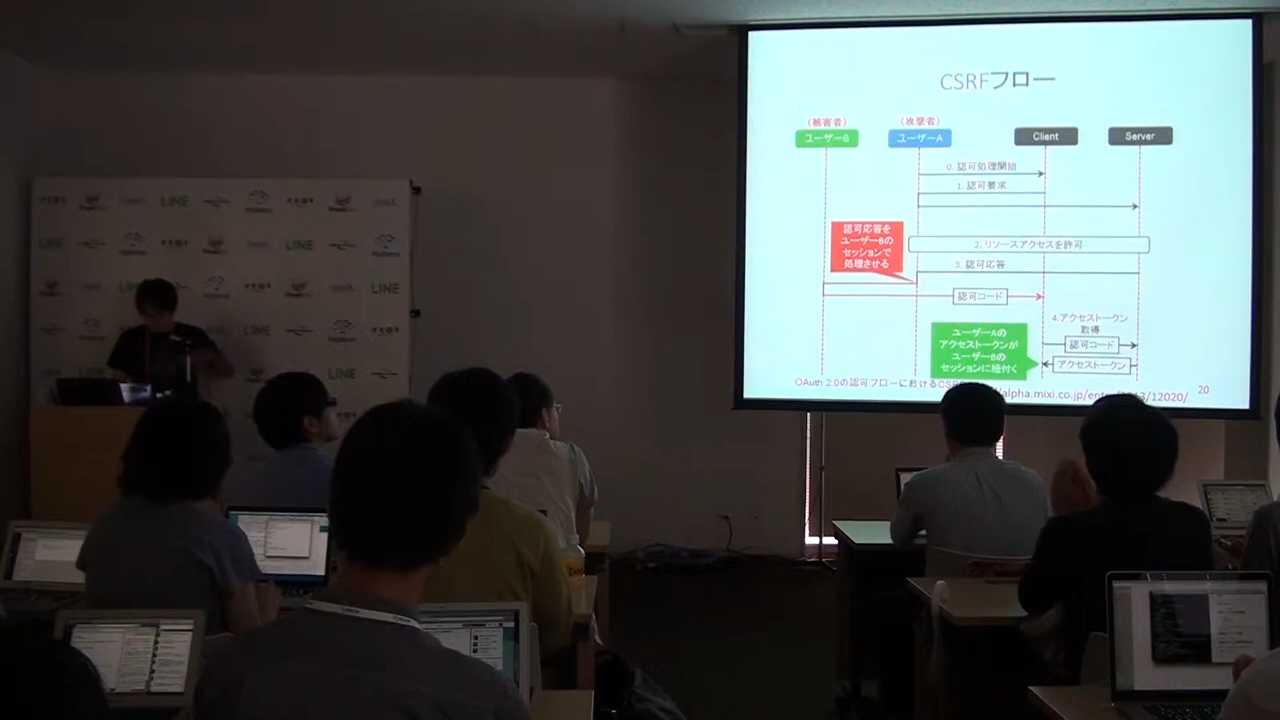 CSRFフロー
(被害者)
(攻撃者)
ユーザーB
ユーザーA
Client
Server
0. 認可処理開始
1. 認可要求
認可応答を
ユーザーBの
セッションで
処理させる
2. リソースアクセスを許可
3. 認可応答
認可コード
4.アクセストークン
取得
認可コード
アクセストークン
ユーザーAの
アクセストークンが
ユーザーBの
セッションに紐付く
OAuth 2.0の認可フローにおけるCSRF
alpha.mixi.co.jp/entry/2013/12020/
20
LINE
LINE
LINE
LINE
LINE